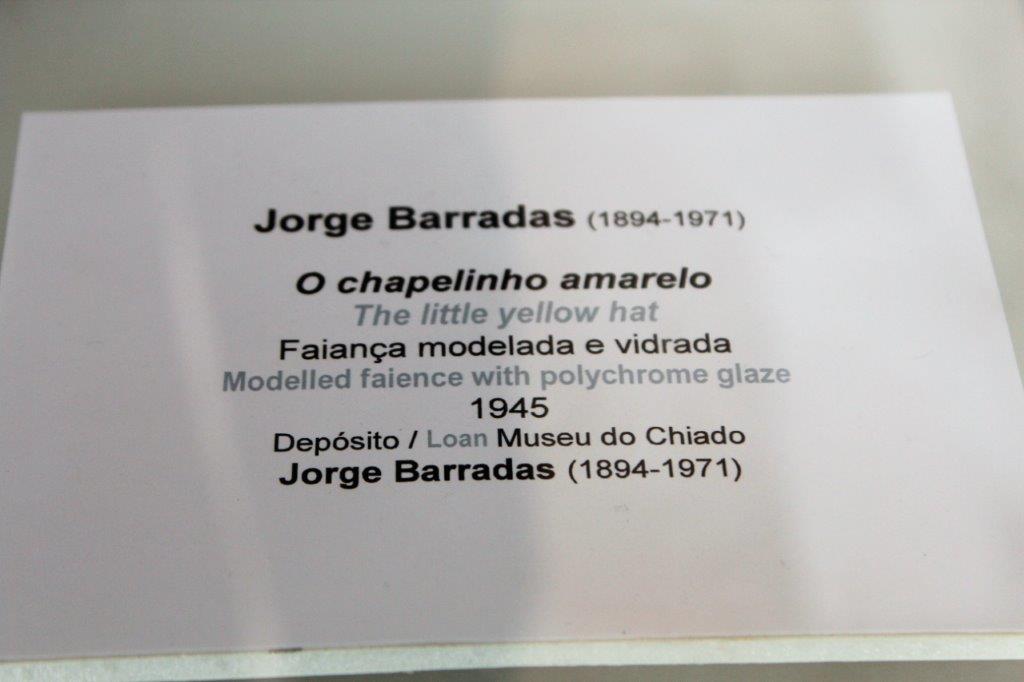 Jorge Barradas (1894-1971)
O chapelinho amarelo
The little yellow hat
Faiança modelada e vidrada
Modelled faience with polychrome glaze
1945
Depósito / Loan Museu do Chiado
Jorge Barradas (1894-1971)